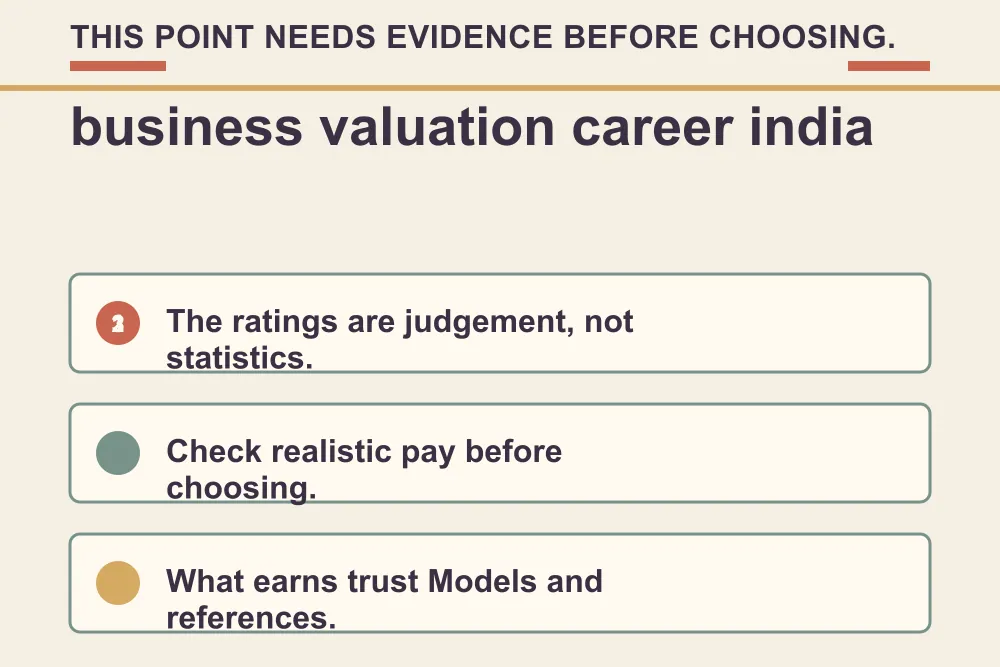 THIS POINT NEEDS EVIDENCE BEFORE CHOOSING.
business valuation career india
The ratings are judgement, not
statistics.
Check realistic pay before
choosing.
What earns trust Models and
references.